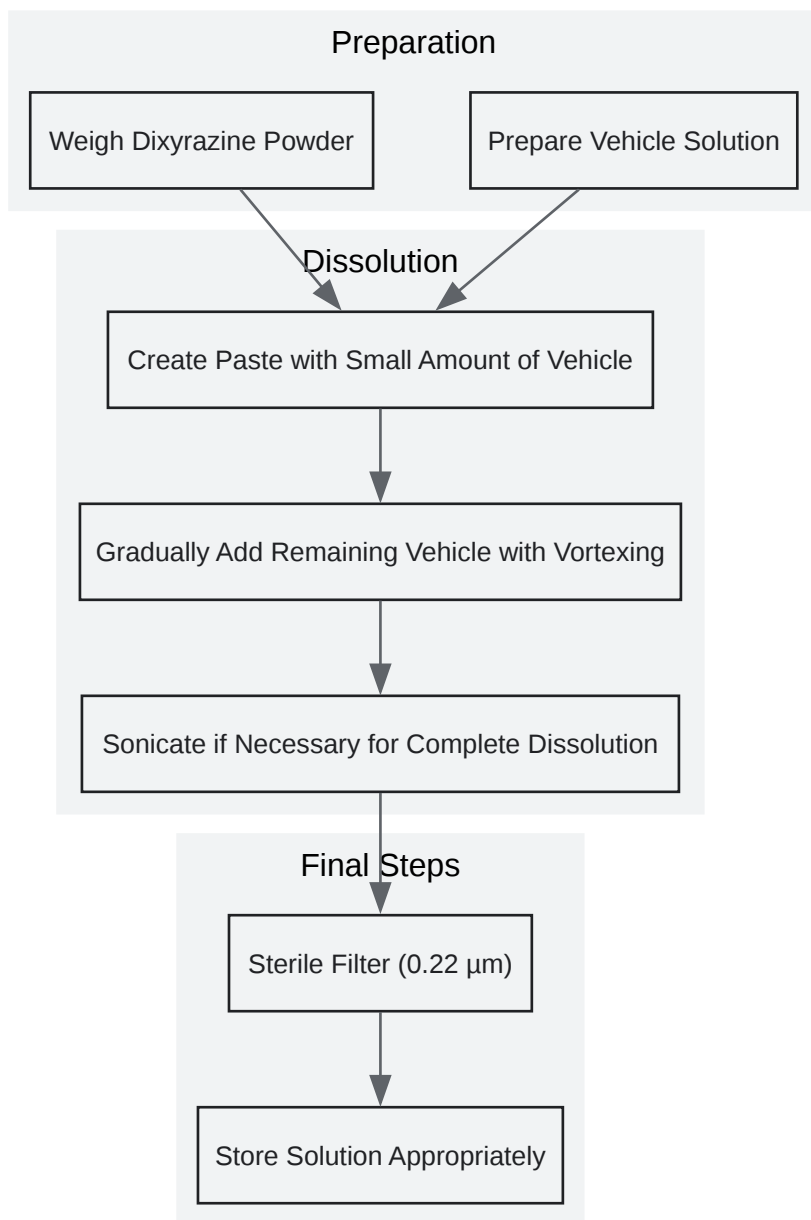 Preparation
Weigh Dixyrazine Powder
Prepare Vehicle Solution
Dissolution
Create Paste with Small Amount of Vehicle
Gradually Add Remaining Vehicle with Vortexing
Sonicate if Necessary for Complete Dissolution
Final Steps
Sterile Filter (0.22 µm)
Store Solution Appropriately